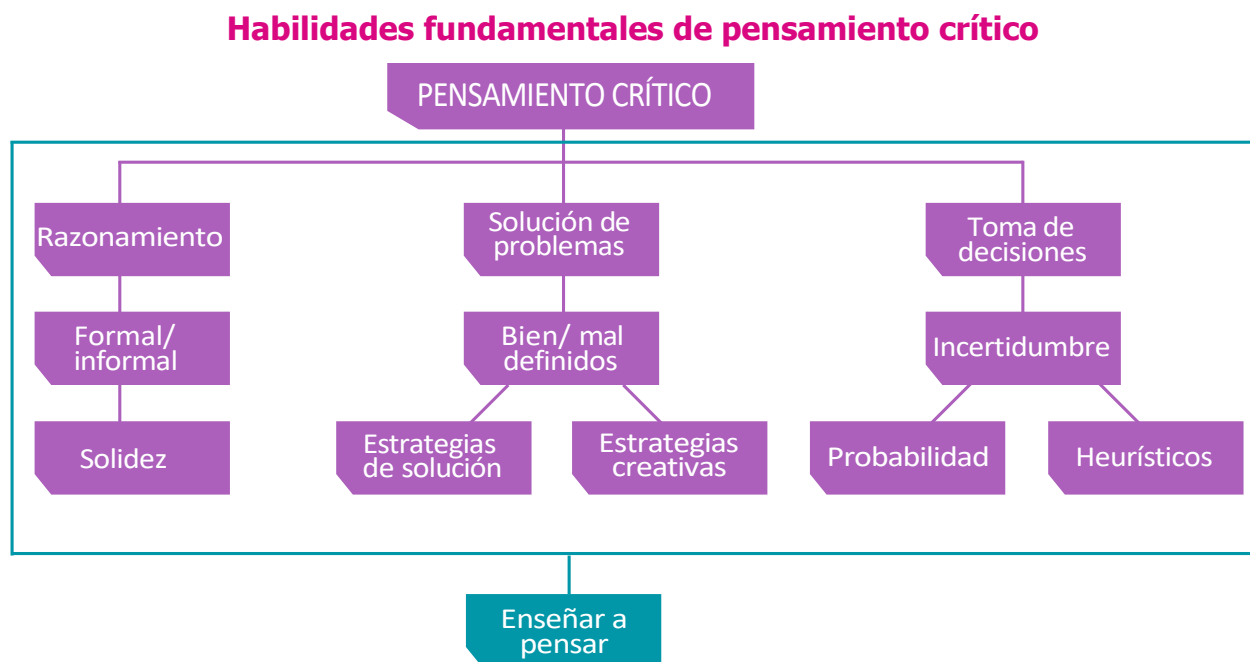 Habilidades fundamentales de pensamiento crítico
PENSAMIENTO CRÍTICO
Razonamiento
Solución de
problemas
Toma de
decisiones
Formal/
informal
Bien/ mal
definidos
Incertidumbre
Solidez
Estrategias
de solución
Estrategias
creativas
Probabilidad
Heurísticos
Enseñar a
pensar